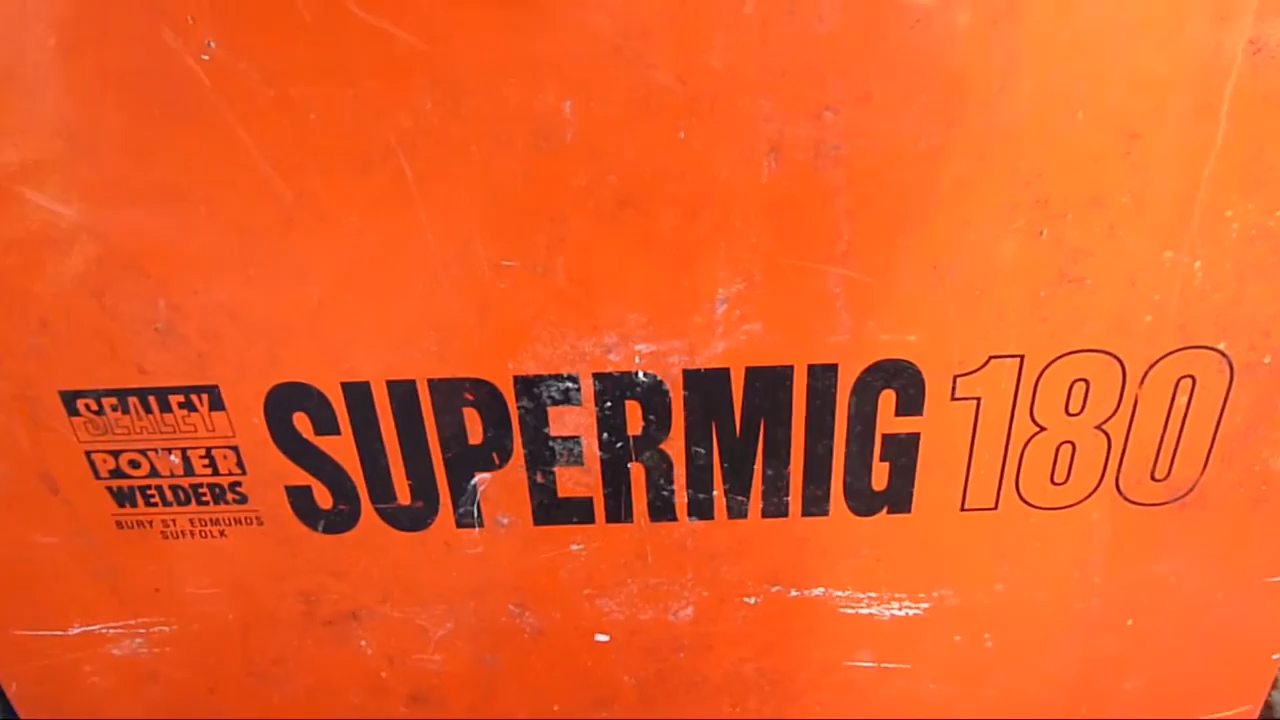 SEALEY
POWER
WELDERS
BURY ST. EDMUNDS
SUFFOLK
SUPERMIG 180